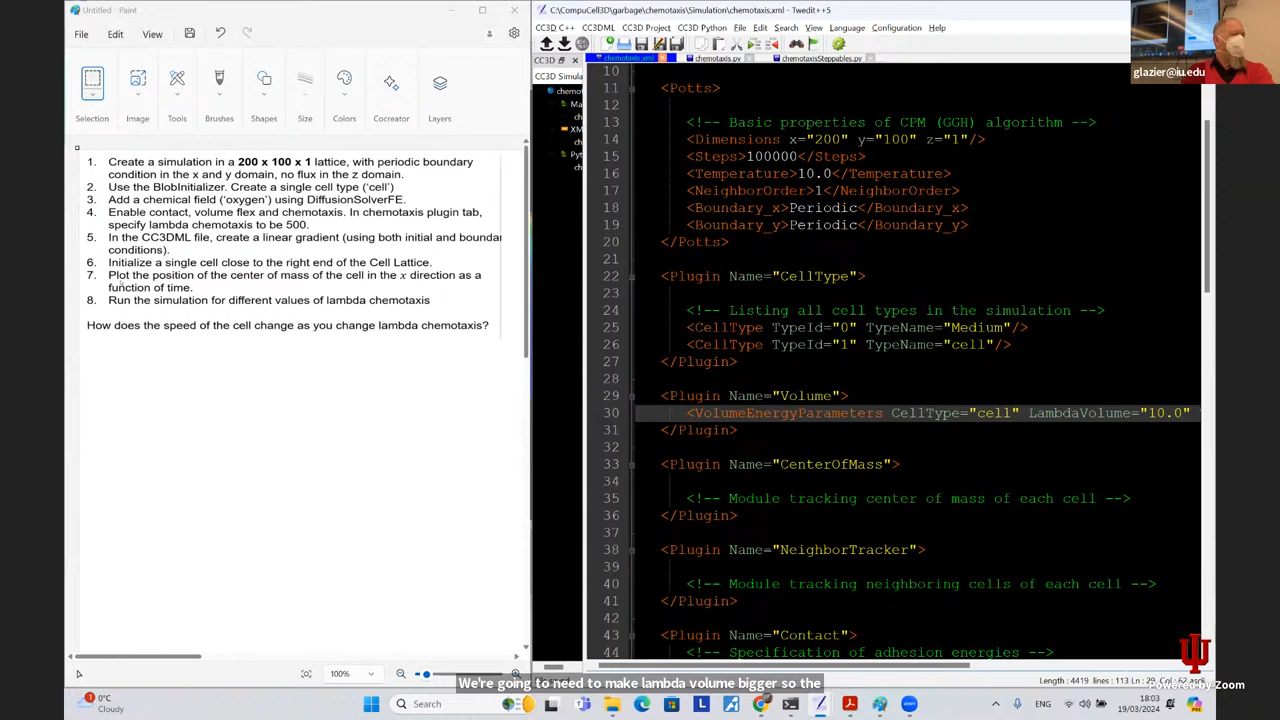 Untitled - Paint
File Edit View
Selection Image Tools Brushes Shapes Size Colors Cocreator Layers
1. Create a simulation in a 200 x 100 x 1 lattice, with periodic boundary
condition in the x and y domain, no flux in the z domain.
2. Use the BlobInitializer. Create a single cell type ('cell')
3. Add a chemical field ('oxygen') using DiffusionSolverFE.
4. Enable contact, volume flex and chemotaxis. In chemotaxis plugin tab,
specify lambda chemotaxis to be 500.
5. In the CC3DML file, create a linear gradient (using both initial and boundar
conditions).
6. Initialize a single cell close to the right end of the Cell Lattice.
7. Plot the position of the center of mass of the cell in the x direction as a
function of time.
8. Run the simulation for different values of lambda chemotaxis
How does the speed of the cell change as you change lambda chemotaxis?
100%
C:\CompuCell3D\garbage\chemotaxis\Simulation\chemotaxis.xml - Twedit++5
CC3D C++ CC3DML CC3D Project CC3D Python File Edit Search View Language Configuration Help
CC3D
chemotaxis.xml chemotaxis.py chemotaxisSteppables.py
CC3D Simula
chemot
Ma
ch
XM
ch
Pyt
ch
10
11 <Potts>
12
13 <!-- Basic properties of CPM (GGH) algorithm -->
14 <Dimensions x="200" y="100" z="1"/>
15 <Steps>100000</Steps>
16 <Temperature>10.0</Temperature>
17 <NeighborOrder>1</NeighborOrder>
18 <Boundary_x>Periodic</Boundary_x>
19 <Boundary_y>Periodic</Boundary_y>
20 </Potts>
21
22 <Plugin Name="CellType">
23
24 <!-- Listing all cell types in the simulation -->
25 <CellType TypeId="0" TypeName="Medium"/>
26 <CellType TypeId="1" TypeName="cell"/>
27 </Plugin>
28
29 <Plugin Name="Volume">
30 <VolumeEnergyParameters CellType="cell" LambdaVolume="10.0"
31 </Plugin>
32
33 <Plugin Name="CenterOfMass">
34
35 <!-- Module tracking center of mass of each cell -->
36 </Plugin>
37
38 <Plugin Name="NeighborTracker">
39
40 <!-- Module tracking neighboring cells of each cell -->
41 </Plugin>
42
43 <Plugin Name="Contact">
44 <!-- Specification of adhesion energies -->
glazier@iu.edu
Powered by Zoom
We're going to need to make lambda volume bigger so the
0°C
Cloudy
Search
ENG
18:03
19/03/2024